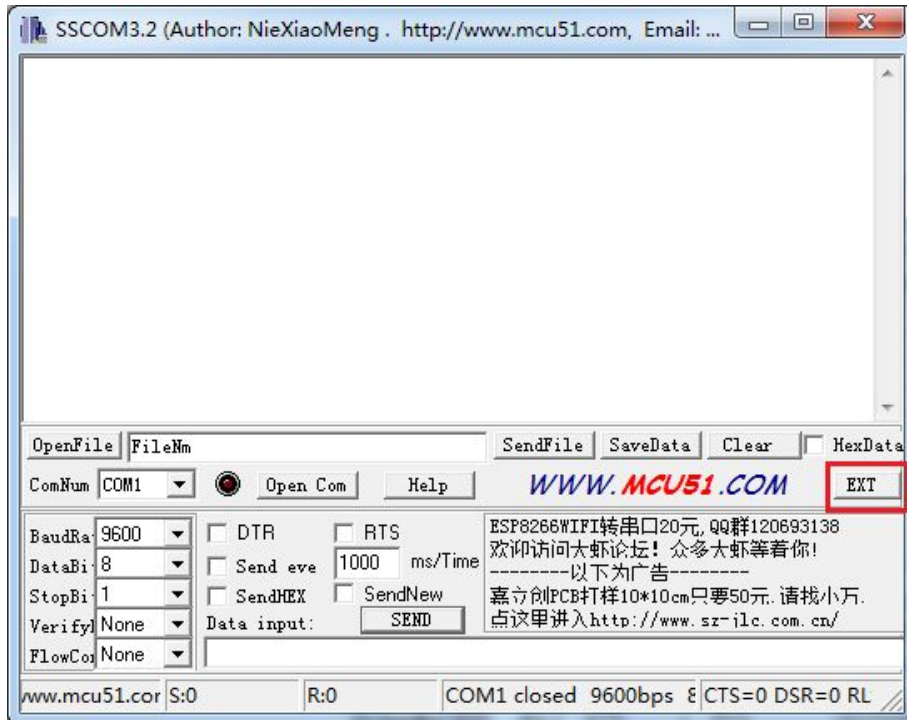 SSCOM3.2 (Author: NieXiaoMeng . http://www.mcu51.com, Email: ...
OpenFile FileNm SendFile SaveData Clear HexData
ComNum COM1 Open Com Help WWW.MCU51.COM EXT
BaudRa 9600 DTR RTS
DataBi 8 Send eve 1000 ms/Time
StopBi 1 SendHEX SendNew
Verifyl None Data input: SEND
FlowCo None
ESP8266WIFI转串口20元,QQ群120693138
欢迎访问大虾论坛！众多大虾等着你!
--------以下为广告--------
嘉立创PCB打样10*10cm只要50元.请找小万.
点这里进入http://www.sz-jlc.com.cn/
www.mcu51.cor S:0 R:0 COM1 closed 9600bps 8 CTS=0 DSR=0 RL